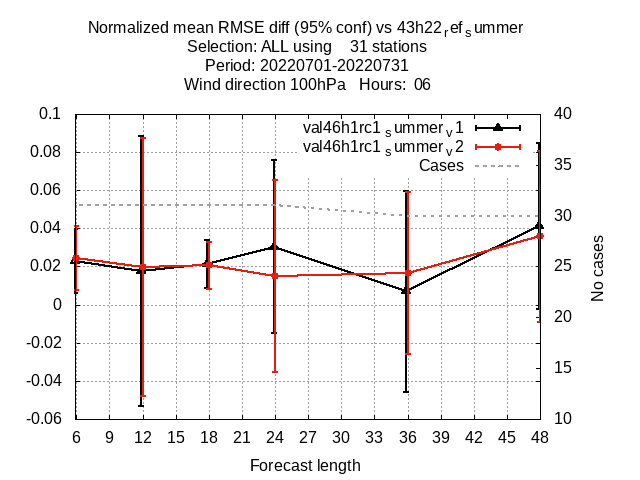 Normalized mean RMSE diff (95% conf) vs 43h22refsummer
Selection: ALL using 31 stations
Period: 20220701-20220731
Wind direction 100hPa Hours: 06
val46h1rc1summerv1
val46h1rc1summerv2
Cases
0.1
0.08
0.06
0.04
0.02
0
-0.02
-0.04
-0.06
40
35
30
25
20
15
10
No cases
6 9 12 15 18 21 24 27 30 33 36 39 42 45 48
Forecast length